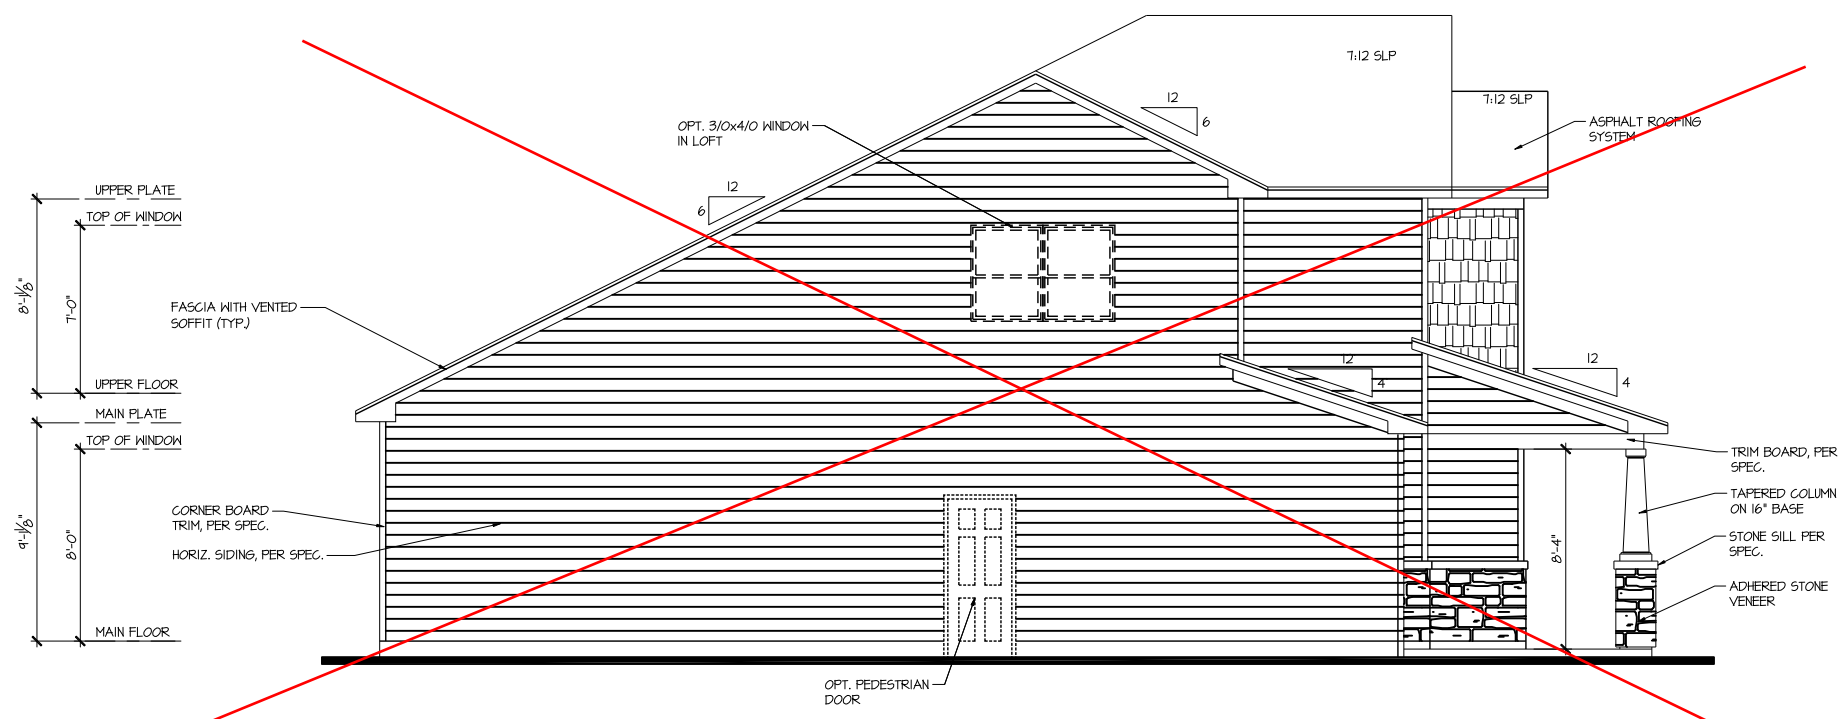 7:12 SLP
7:12 SLP
12
6
ASPHALT ROOFING
SYSTEM
OPT. 3/0x4/0 WINDOW
IN LOFT
12
6
UPPER PLATE
TOP OF WINDOW
8'-1 1/8"
7'-0"
FASCIA WITH VENTED
SOFFIT (TYP.)
UPPER FLOOR
12
4
12
4
MAIN PLATE
TOP OF WINDOW
TRIM BOARD, PER
SPEC.
TAPERED COLUMN
ON 16" BASE
CORNER BOARD
TRIM, PER SPEC.
9'-1 1/8"
8'-0"
8'-4"
STONE SILL PER
SPEC.
HORIZ. SIDING, PER SPEC.
ADHERED STONE
VENEER
MAIN FLOOR
OPT. PEDESTRIAN
DOOR